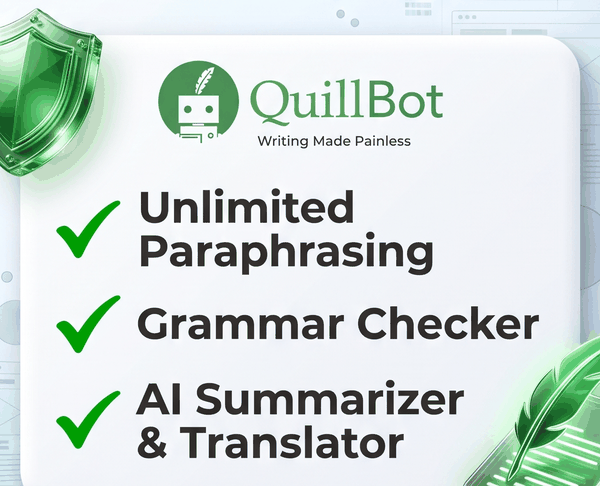 QuillBot
Writing Made Painless
Unlimited
Paraphrasing
Grammar Checker
AI Summarizer
& Translator